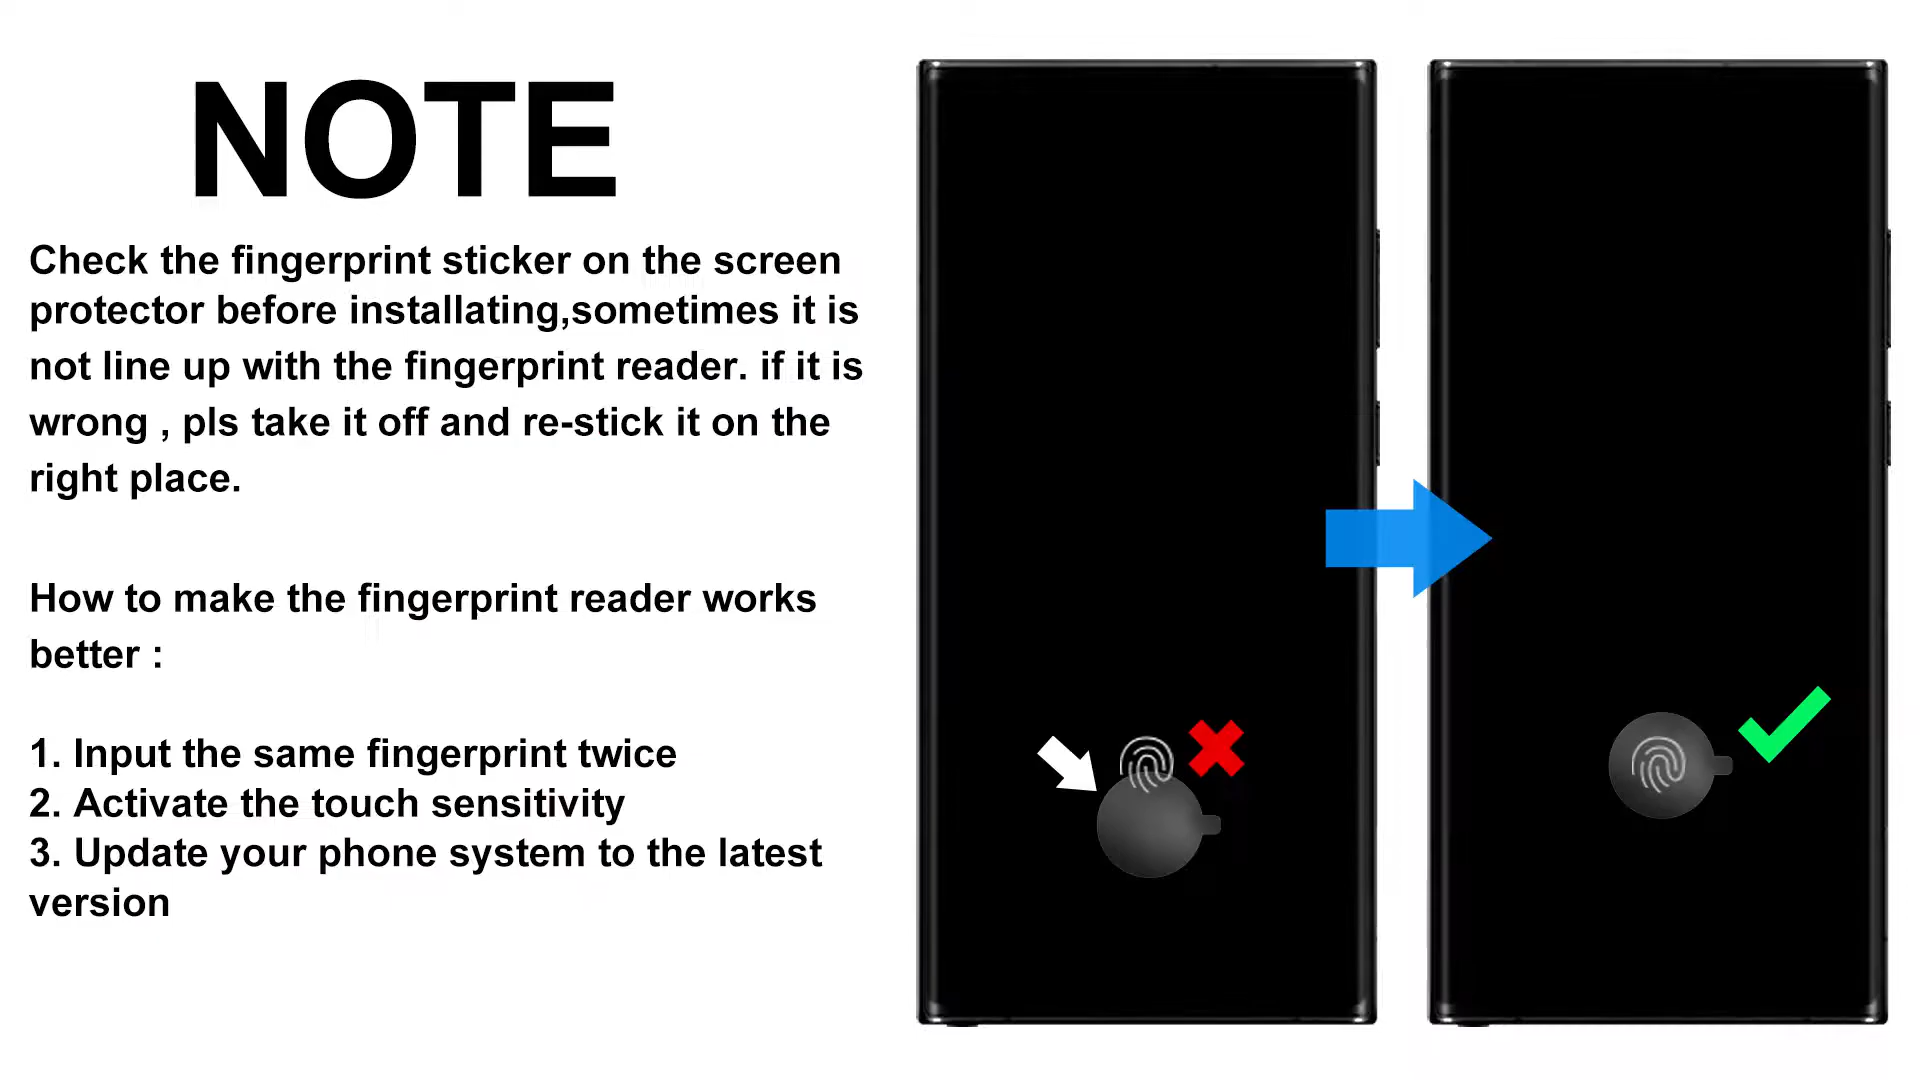 NOTE
Check the fingerprint sticker on the screen
protector before installating,sometimes it is
not line up with the fingerprint reader. if it is
wrong , pls take it off and re-stick it on the
right place.
How to make the fingerprint reader works
better :
1. Input the same fingerprint twice
2. Activate the touch sensitivity
3. Update your phone system to the latest
version